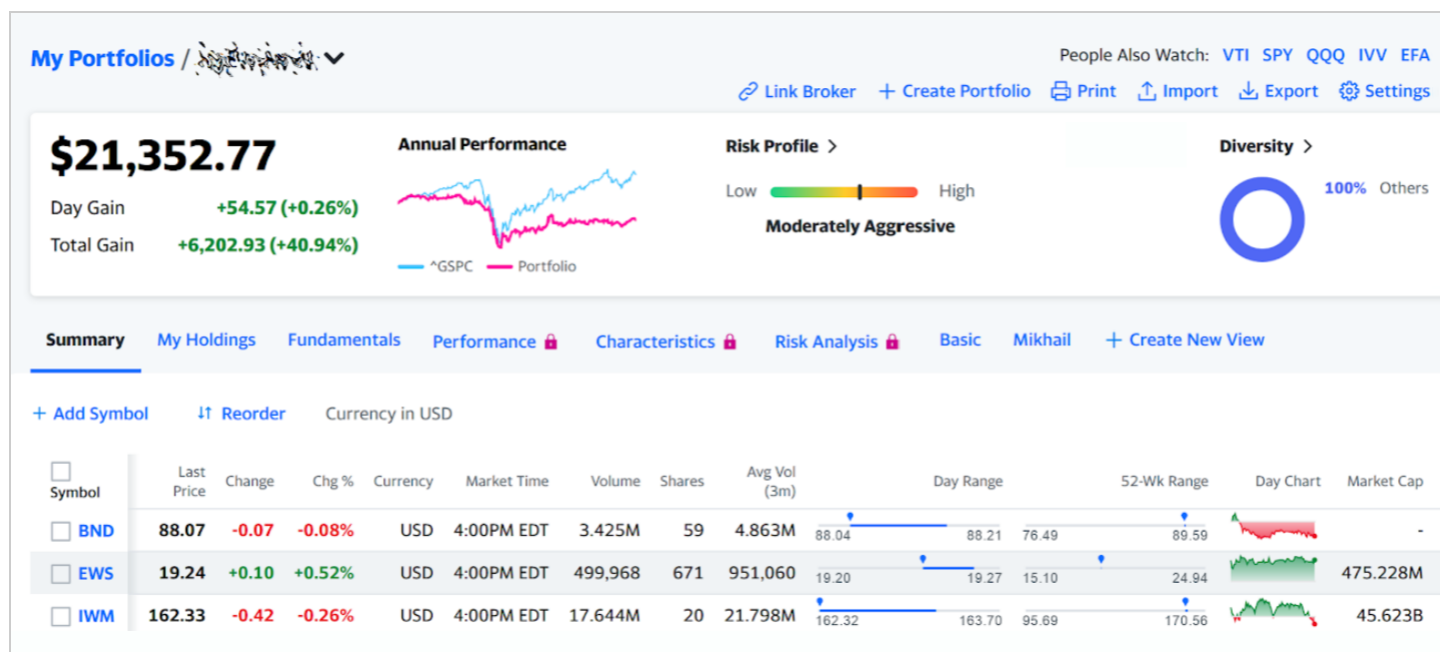 My Portfolios /
People Also Watch: VTI SPY QQQ IVV EFA
Link Broker + Create Portfolio Print Import Export Settings
$21,352.77
Day Gain +54.57 (+0.26%)
Total Gain +6,202.93 (+40.94%)
Annual Performance
^GSPC Portfolio
Risk Profile >
Low High
Moderately Aggressive
Diversity >
100% Others
Summary My Holdings Fundamentals Performance Characteristics Risk Analysis Basic Mikhail + Create New View
+ Add Symbol Reorder Currency in USD
Symbol Last Price Change Chg % Currency Market Time Volume Shares Avg Vol (3m) Day Range 52-Wk Range Day Chart Market Cap
BND 88.07 -0.07 -0.08% USD 4:00PM EDT 3.425M 59 4.863M 88.04 88.21 76.49 89.59 -
EWS 19.24 +0.10 +0.52% USD 4:00PM EDT 499,968 671 951,060 19.20 19.27 15.10 24.94 475.228M
IWM 162.33 -0.42 -0.26% USD 4:00PM EDT 17.644M 20 21.798M 162.32 163.70 95.69 170.56 45.623B